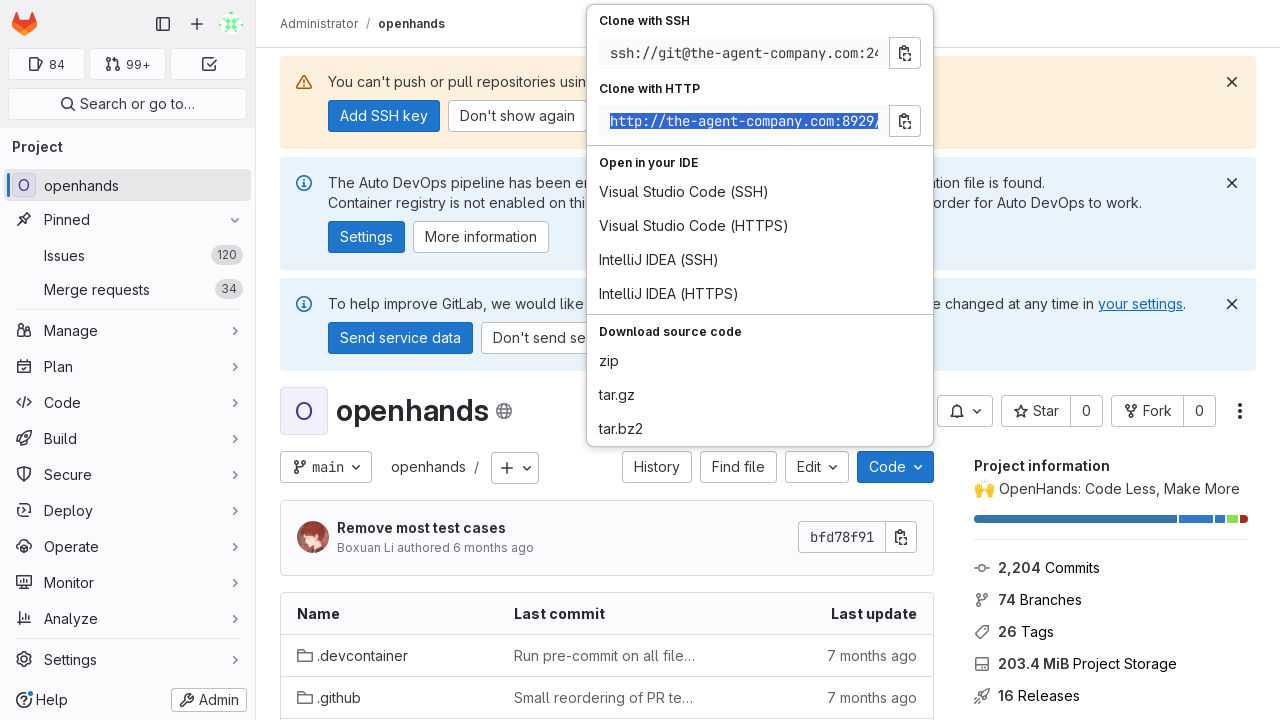 84
99+
Search or go to…
Project
O openhands
Pinned
Issues 120
Merge requests 34
Manage
Plan
Code
Build
Secure
Deploy
Operate
Monitor
Analyze
Settings
Help
Admin
Administrator / openhands
You can't push or pull repositories usin
Add SSH key Don't show again
The Auto DevOps pipeline has been en ation file is found.
Container registry is not enabled on thi order for Auto DevOps to work.
Settings More information
To help improve GitLab, we would like e changed at any time in your settings.
Send service data Don't send se
Clone with SSH
ssh://git@the-agent-company.com:24
Clone with HTTP
http://the-agent-company.com:8929/
Open in your IDE
Visual Studio Code (SSH)
Visual Studio Code (HTTPS)
IntelliJ IDEA (SSH)
IntelliJ IDEA (HTTPS)
Download source code
zip
tar.gz
tar.bz2
O openhands
Star 0 Fork 0
main openhands / History Find file Edit Code
Remove most test cases
Boxuan Li authored 6 months ago
bfd78f91
Name Last commit Last update
.devcontainer Run pre-commit on all file… 7 months ago
.github Small reordering of PR te… 7 months ago
Project information
🙌 OpenHands: Code Less, Make More
2,204 Commits
74 Branches
26 Tags
203.4 MiB Project Storage
16 Releases